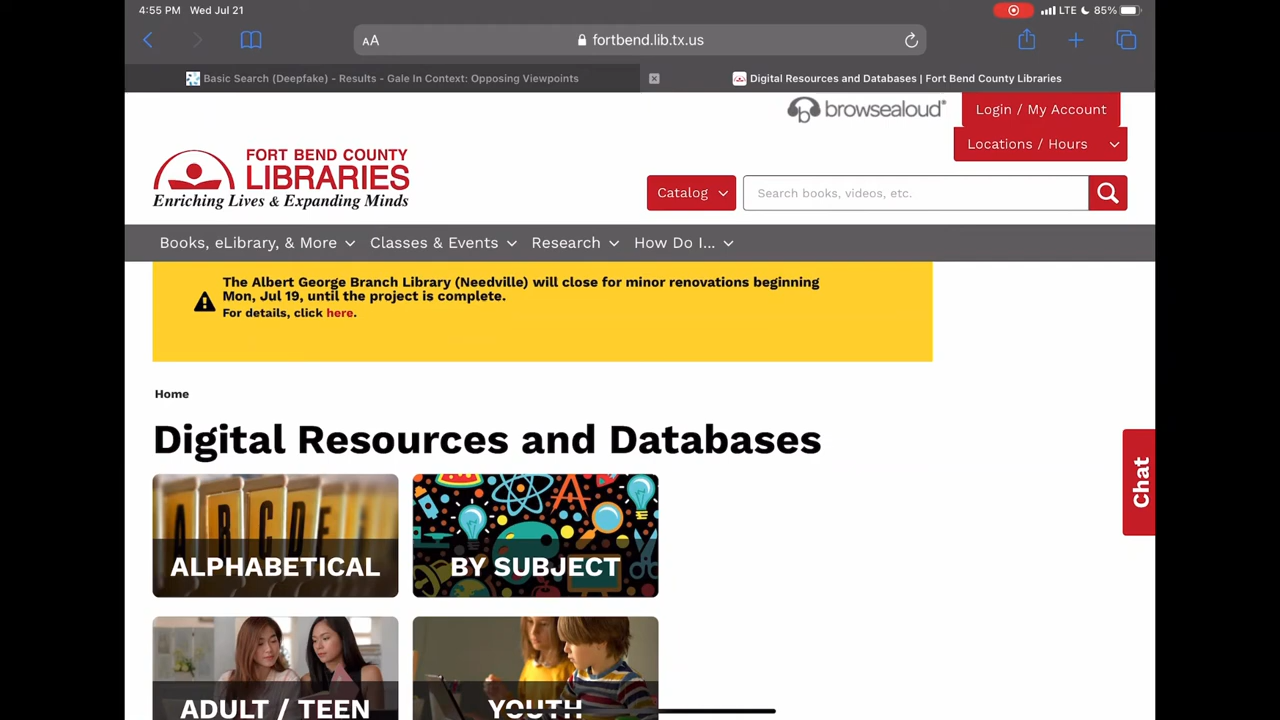 4:55 PM Wed Jul 21
LTE 85%
AA
fortbend.lib.tx.us
Basic Search (Deepfake) - Results - Gale In Context: Opposing Viewpoints
Digital Resources and Databases | Fort Bend County Libraries
browsealoud
Login / My Account
Locations / Hours
FORT BEND COUNTY
LIBRARIES
Enriching Lives & Expanding Minds
Catalog
Search books, videos, etc.
Books, eLibrary, & More
Classes & Events
Research
How Do I...
The Albert George Branch Library (Needville) will close for minor renovations beginning
Mon, Jul 19, until the project is complete.
For details, click here.
Home
Digital Resources and Databases
A B C D E
ALPHABETICAL
BY SUBJECT
Chat
ADULT / TEEN
YOUTH